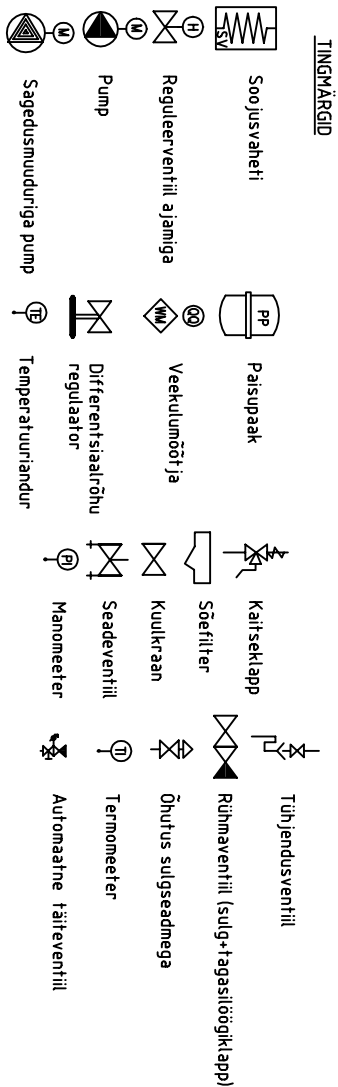 TINGMÄRGID
SV
Soojusvaheti
H
Reguleerventiil ajamiga
M
Pump
M
Sagedusmuuduriga pump
PP
Paisupaak
QQ
WM
Veekulumõõtja
Differentsiaalrõhu
regulaator
TE
Temperatuuriandur
Kaitseklapp
Sõefilter
Kuulkraan
Seadeventiil
PI
Manomeeter
Tühjendusventiil
Rühmaventiil (sulg+tagasilöögiklapp)
Õhutus sulgseadmega
TI
Termomeeter
Automaatne täiteventiil